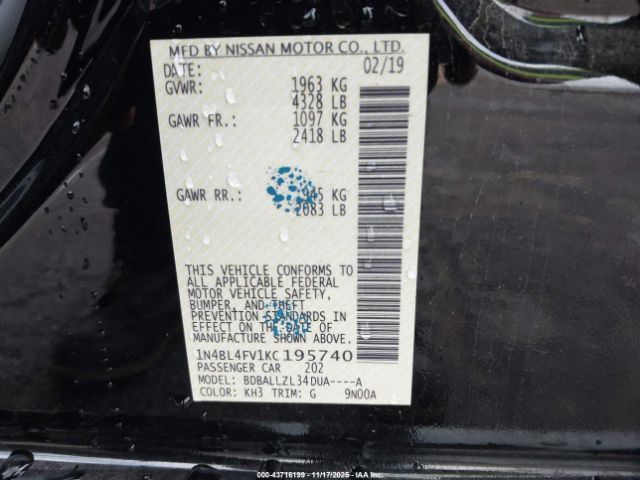 MFD BY NISSAN MOTOR CO., LTD.
DATE: 02/19
GVWR: 1963 KG
4328 LB
GAWR FR.: 1097 KG
2418 LB
GAWR RR.: 945 KG
2083 LB
THIS VEHICLE CONFORMS TO
ALL APPLICABLE FEDERAL
MOTOR VEHICLE SAFETY,
BUMPER, AND THEFT
PREVENTION STANDARDS IN
EFFECT ON THE DATE OF
MANUFACTURE SHOWN ABOVE.
1N4BL4FV1KC195740
PASSENGER CAR 202
MODEL: BDBALLZL34DUA----A
COLOR: KH3 TRIM: G 9N00A
000-43716199 — 11/17/2025 — IAA Inc.